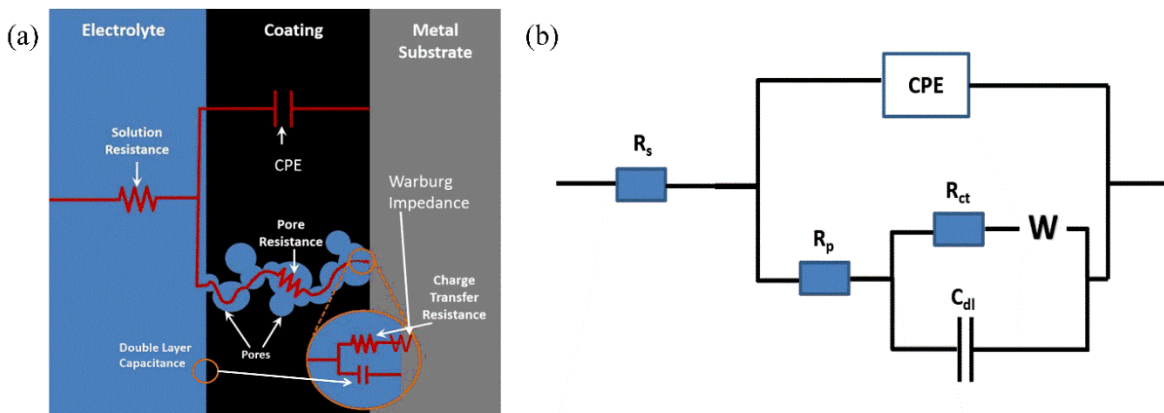 (a)
Electrolyte
Coating
Metal
Substrate
Solution
Resistance
CPE
Warburg
Impedance
Pore
Resistance
Charge
Transfer
Resistance
Double Layer
Capacitance
Pores
(b)
CPE
Rs
Rct
W
Rp
Cdl